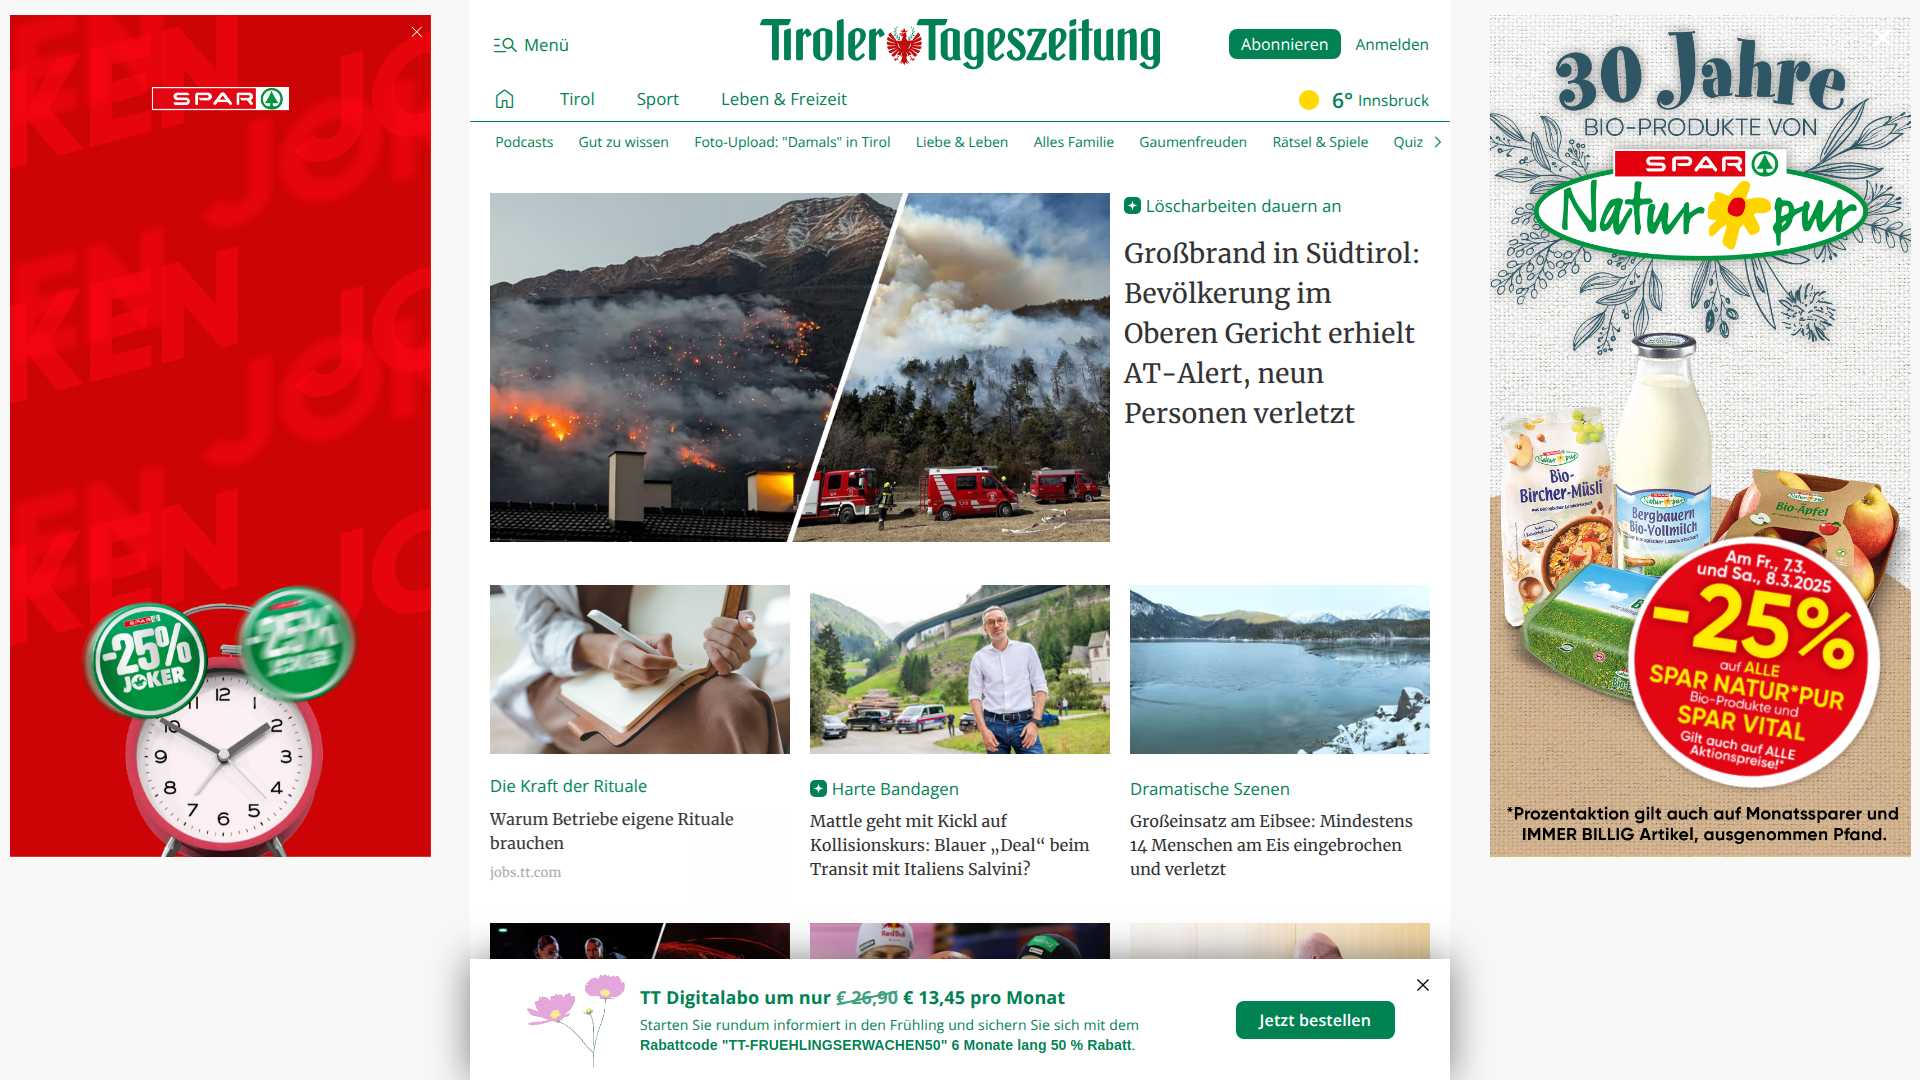 Menü
Tiroler Tageszeitung
Abonnieren
Anmelden
Tirol
Sport
Leben & Freizeit
6° Innsbruck
Podcasts
Gut zu wissen
Foto-Upload: "Damals" in Tirol
Liebe & Leben
Alles Familie
Gaumenfreuden
Rätsel & Spiele
Quiz
Löscharbeiten dauern an
Großbrand in Südtirol:
Bevölkerung im
Oberen Gericht erhielt
AT-Alert, neun
Personen verletzt
Die Kraft der Rituale
Warum Betriebe eigene Rituale
brauchen
jobs.tt.com
Harte Bandagen
Mattle geht mit Kickl auf
Kollisionskurs: Blauer „Deal“ beim
Transit mit Italiens Salvini?
Dramatische Szenen
Großeinsatz am Eibsee: Mindestens
14 Menschen am Eis eingebrochen
und verletzt
TT Digitalabo um nur € 26,90 € 13,45 pro Monat
Starten Sie rundum informiert in den Frühling und sichern Sie sich mit dem
Rabattcode "TT-FRUEHLINGSERWACHEN50" 6 Monate lang 50 % Rabatt.
Jetzt bestellen
SPAR
JOKER
-25%
JOKER
-25%
JOKER
12
1
2
3
4
5
6
7
8
9
10
11
30 Jahre
BIO-PRODUKTE VON
SPAR
Natur pur
Natur pur
Bio-
Bircher-Müsli
Natur pur
Bergbauern
Bio-Vollmilch
Natur pur
Bio-Äpfel
Am Fr., 7.3.
und Sa., 8.3.2025
-25%
auf ALLE
SPAR NATUR*PUR
Bio-Produkte und
SPAR VITAL
Gilt auch auf ALLE
Aktionspreise!*
*Prozentaktion gilt auch auf Monatssparer und
IMMER BILLIG Artikel, ausgenommen Pfand.